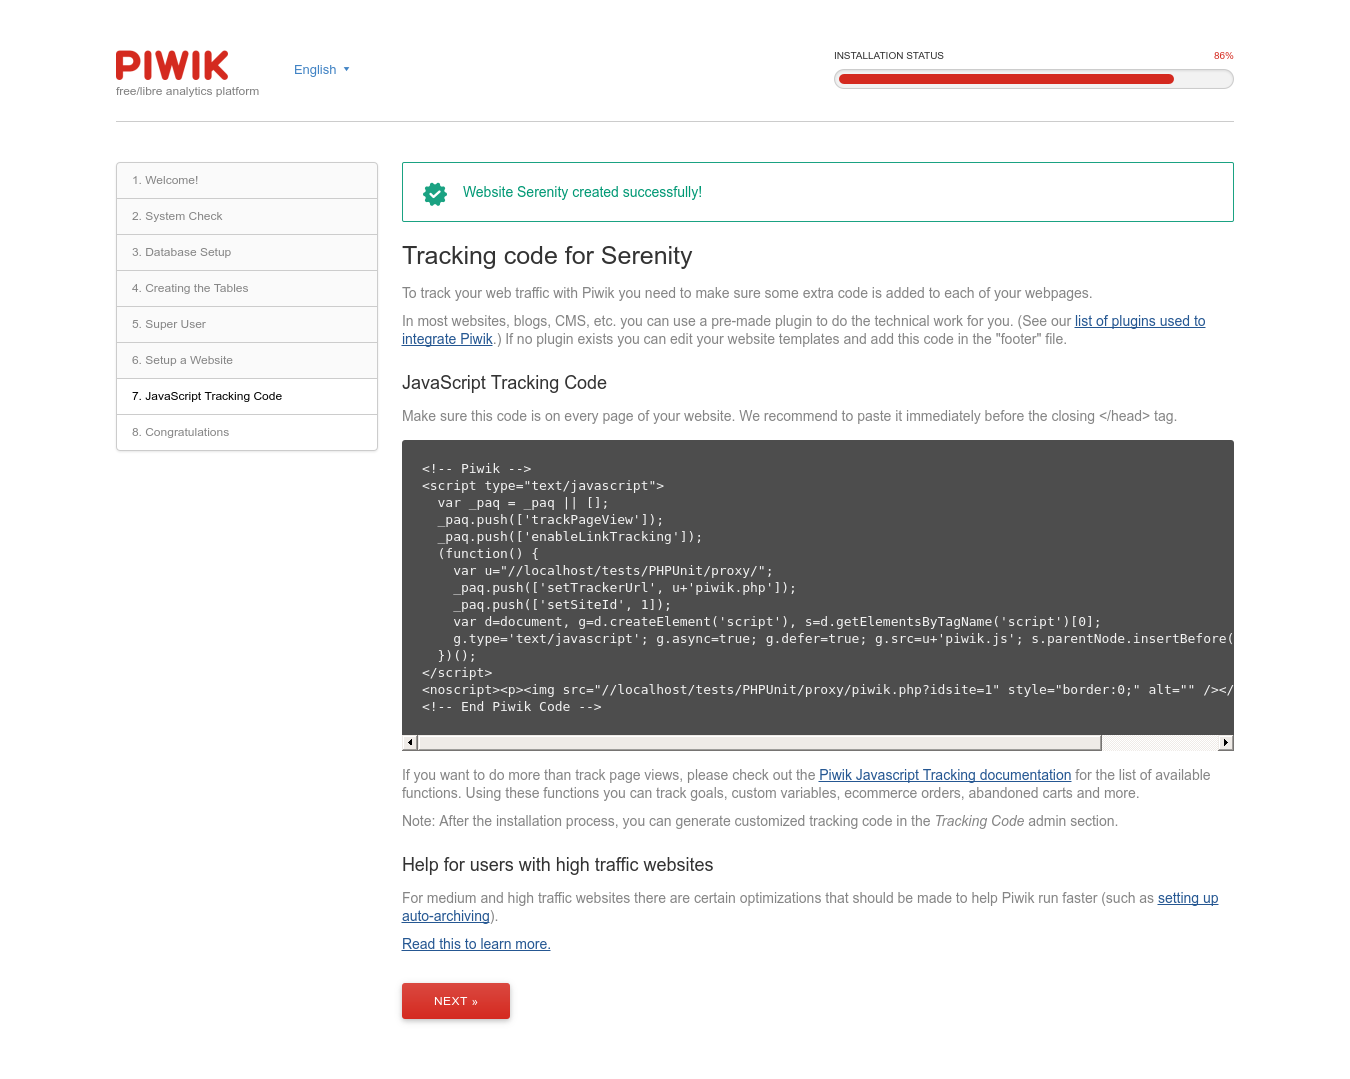 PIWIK
free/libre analytics platform
English
INSTALLATION STATUS
86%
1. Welcome!
2. System Check
3. Database Setup
4. Creating the Tables
5. Super User
6. Setup a Website
7. JavaScript Tracking Code
8. Congratulations
Website Serenity created successfully!
Tracking code for Serenity
To track your web traffic with Piwik you need to make sure some extra code is added to each of your webpages.
In most websites, blogs, CMS, etc. you can use a pre-made plugin to do the technical work for you. (See our list of plugins used to
integrate Piwik.) If no plugin exists you can edit your website templates and add this code in the "footer" file.
JavaScript Tracking Code
Make sure this code is on every page of your website. We recommend to paste it immediately before the closing </head> tag.
<!-- Piwik -->
<script type="text/javascript">
  var _paq = _paq || [];
  _paq.push(['trackPageView']);
  _paq.push(['enableLinkTracking']);
  (function() {
    var u="//localhost/tests/PHPUnit/proxy/";
    _paq.push(['setTrackerUrl', u+'piwik.php']);
    _paq.push(['setSiteId', 1]);
    var d=document, g=d.createElement('script'), s=d.getElementsByTagName('script')[0];
    g.type='text/javascript'; g.async=true; g.defer=true; g.src=u+'piwik.js'; s.parentNode.insertBefore(
  })();
</script>
<noscript><p><img src="//localhost/tests/PHPUnit/proxy/piwik.php?idsite=1" style="border:0;" alt="" /></
<!-- End Piwik Code -->
If you want to do more than track page views, please check out the Piwik Javascript Tracking documentation for the list of available
functions. Using these functions you can track goals, custom variables, ecommerce orders, abandoned carts and more.
Note: After the installation process, you can generate customized tracking code in the Tracking Code admin section.
Help for users with high traffic websites
For medium and high traffic websites there are certain optimizations that should be made to help Piwik run faster (such as setting up
auto-archiving).
Read this to learn more.
NEXT »